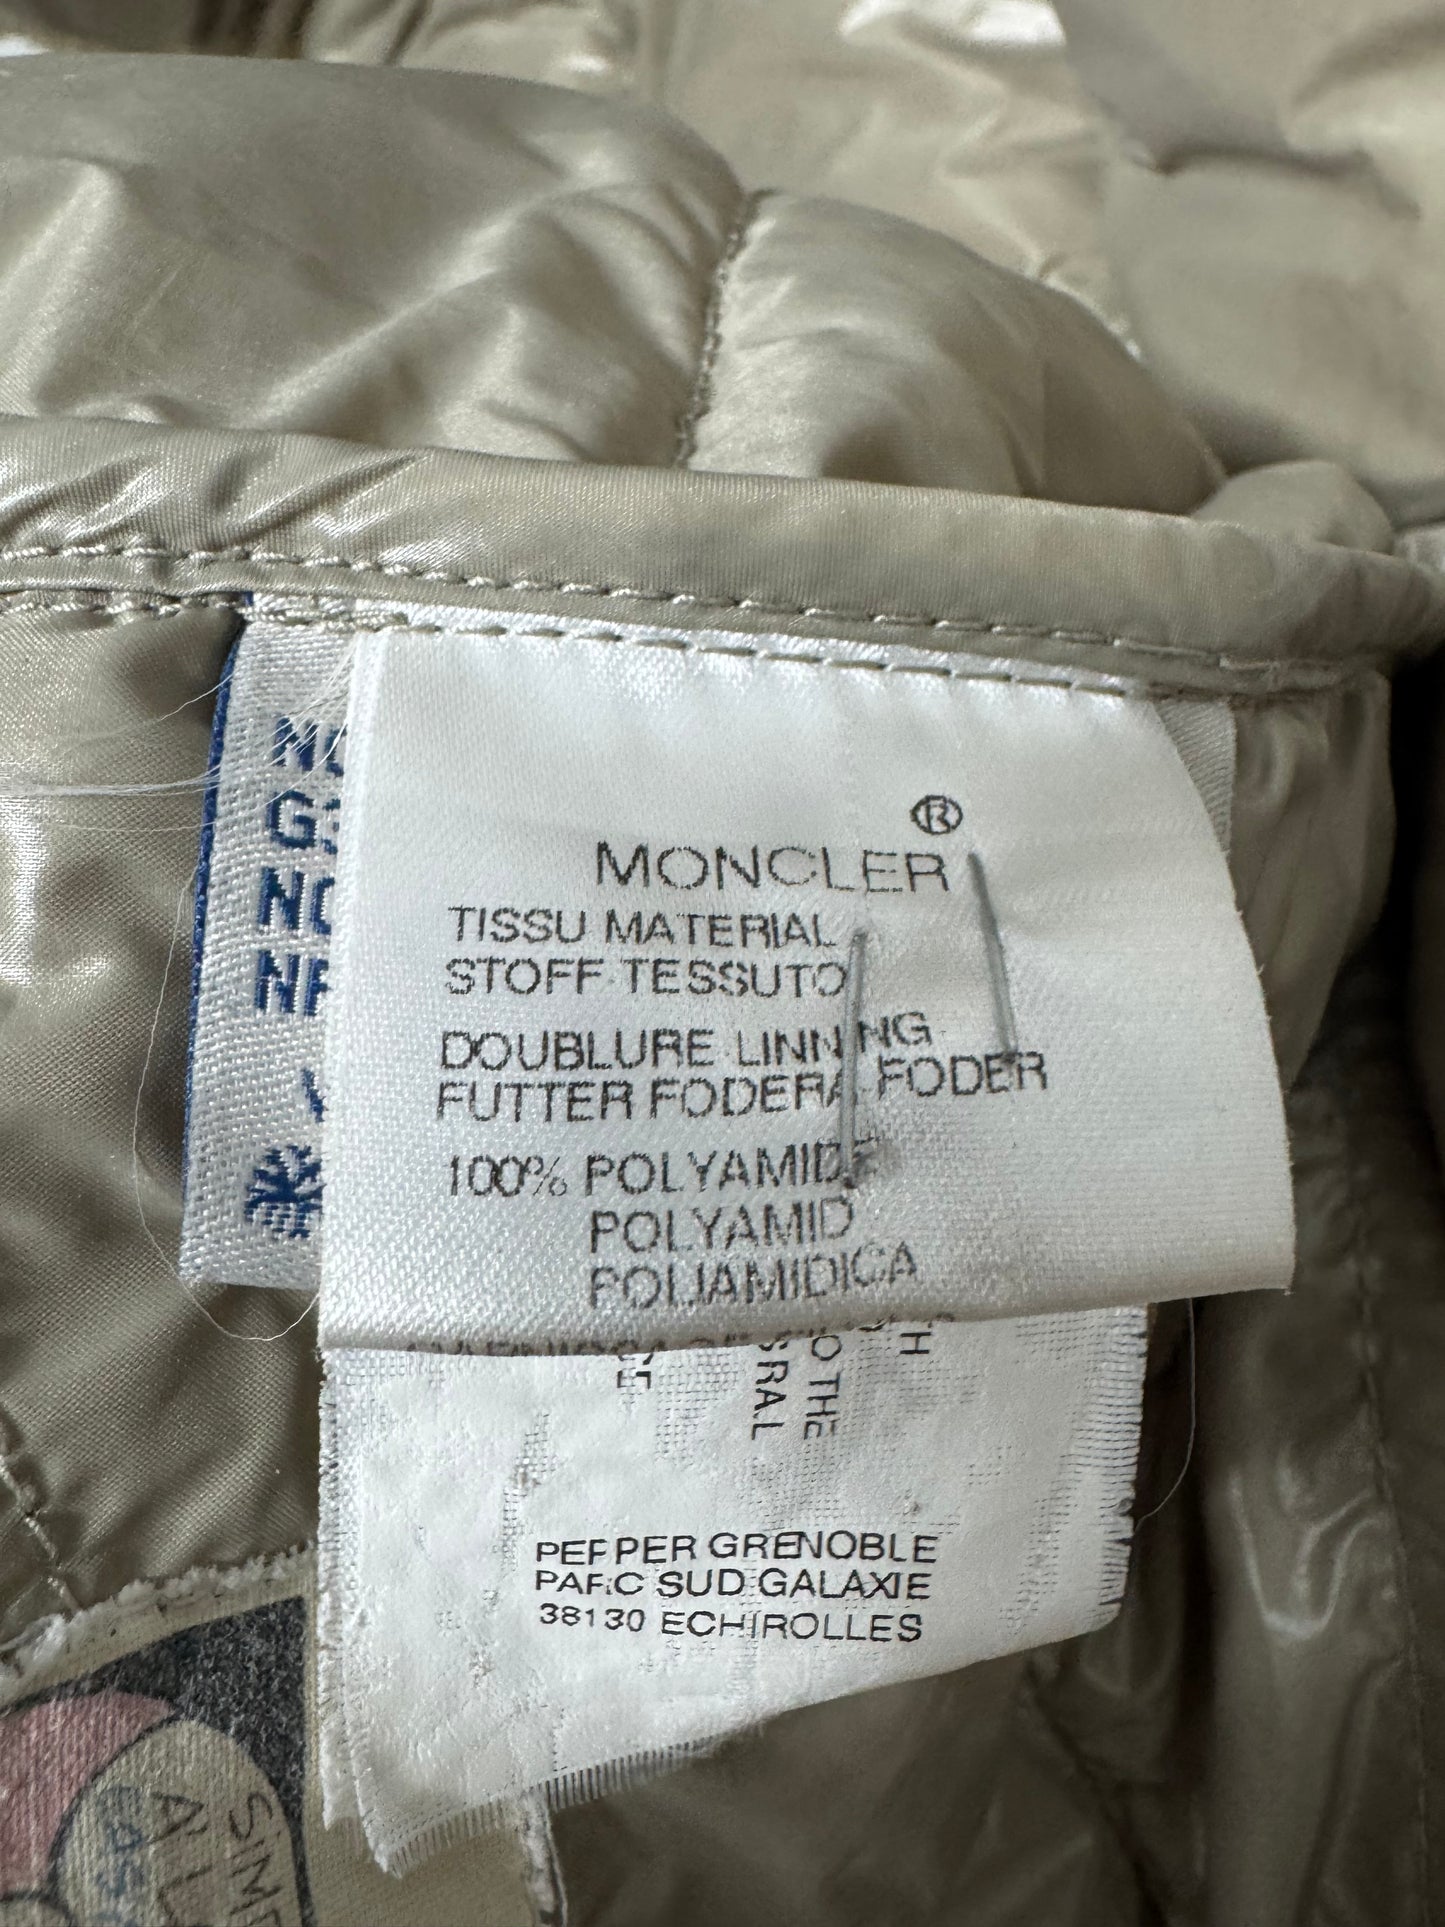 MONCLER ®
TISSU MATERIAL
STOFF TESSUTO
DOUBLURE LINNING
FUTTER FODERA FODER
100% POLYAMIDE
POLYAMID
POLIAMIDICA
O THE
PEPPER GRENOBLE
PARC SUD GALAXIE
38130 ECHIROLLES